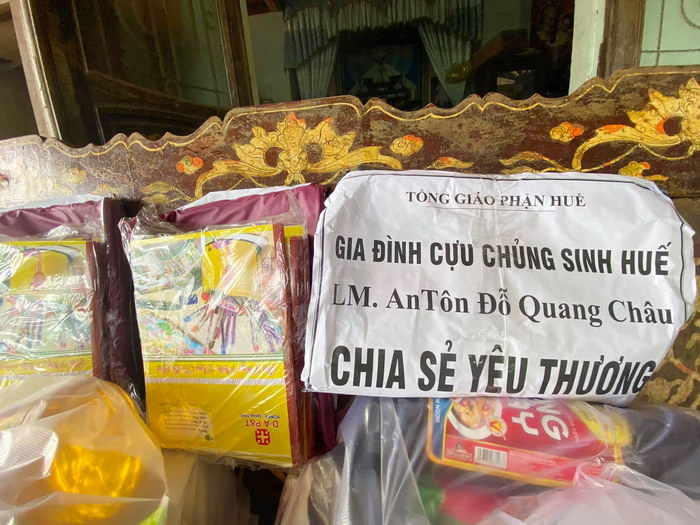 TỔNG GIÁO PHẬN HUẾ
GIA ĐÌNH CỰU CHỦNG SINH HUẾ
LM. AnTôn Đỗ Quang Châu
CHIA SẺ YÊU THƯƠNG
D-A P&T